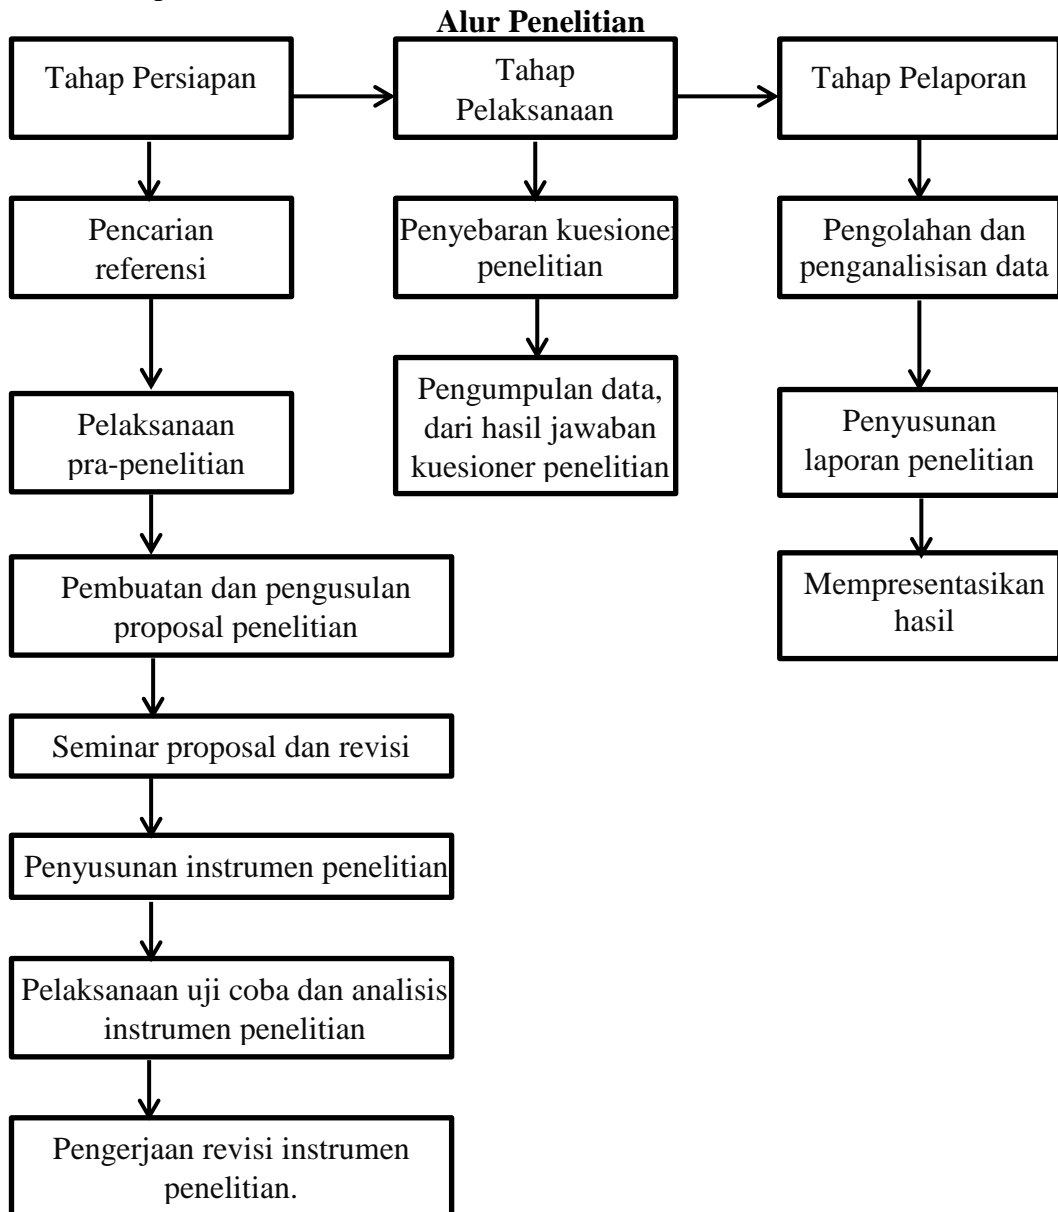 Alur Penelitian
Tahap Persiapan
Pencarian
referensi
Pelaksanaan
pra-penelitian
Pembuatan dan pengusulan
proposal penelitian
Seminar proposal dan revisi
Penyusunan instrumen penelitian
Pelaksanaan uji coba dan analisis
instrumen penelitian
Pengerjaan revisi instrumen
penelitian.
Tahap
Pelaksanaan
Penyebaran kuesioner
penelitian
Pengumpulan data,
dari hasil jawaban
kuesioner penelitian
Tahap Pelaporan
Pengolahan dan
penganalisisan data
Penyusunan
laporan penelitian
Mempresentasikan
hasil